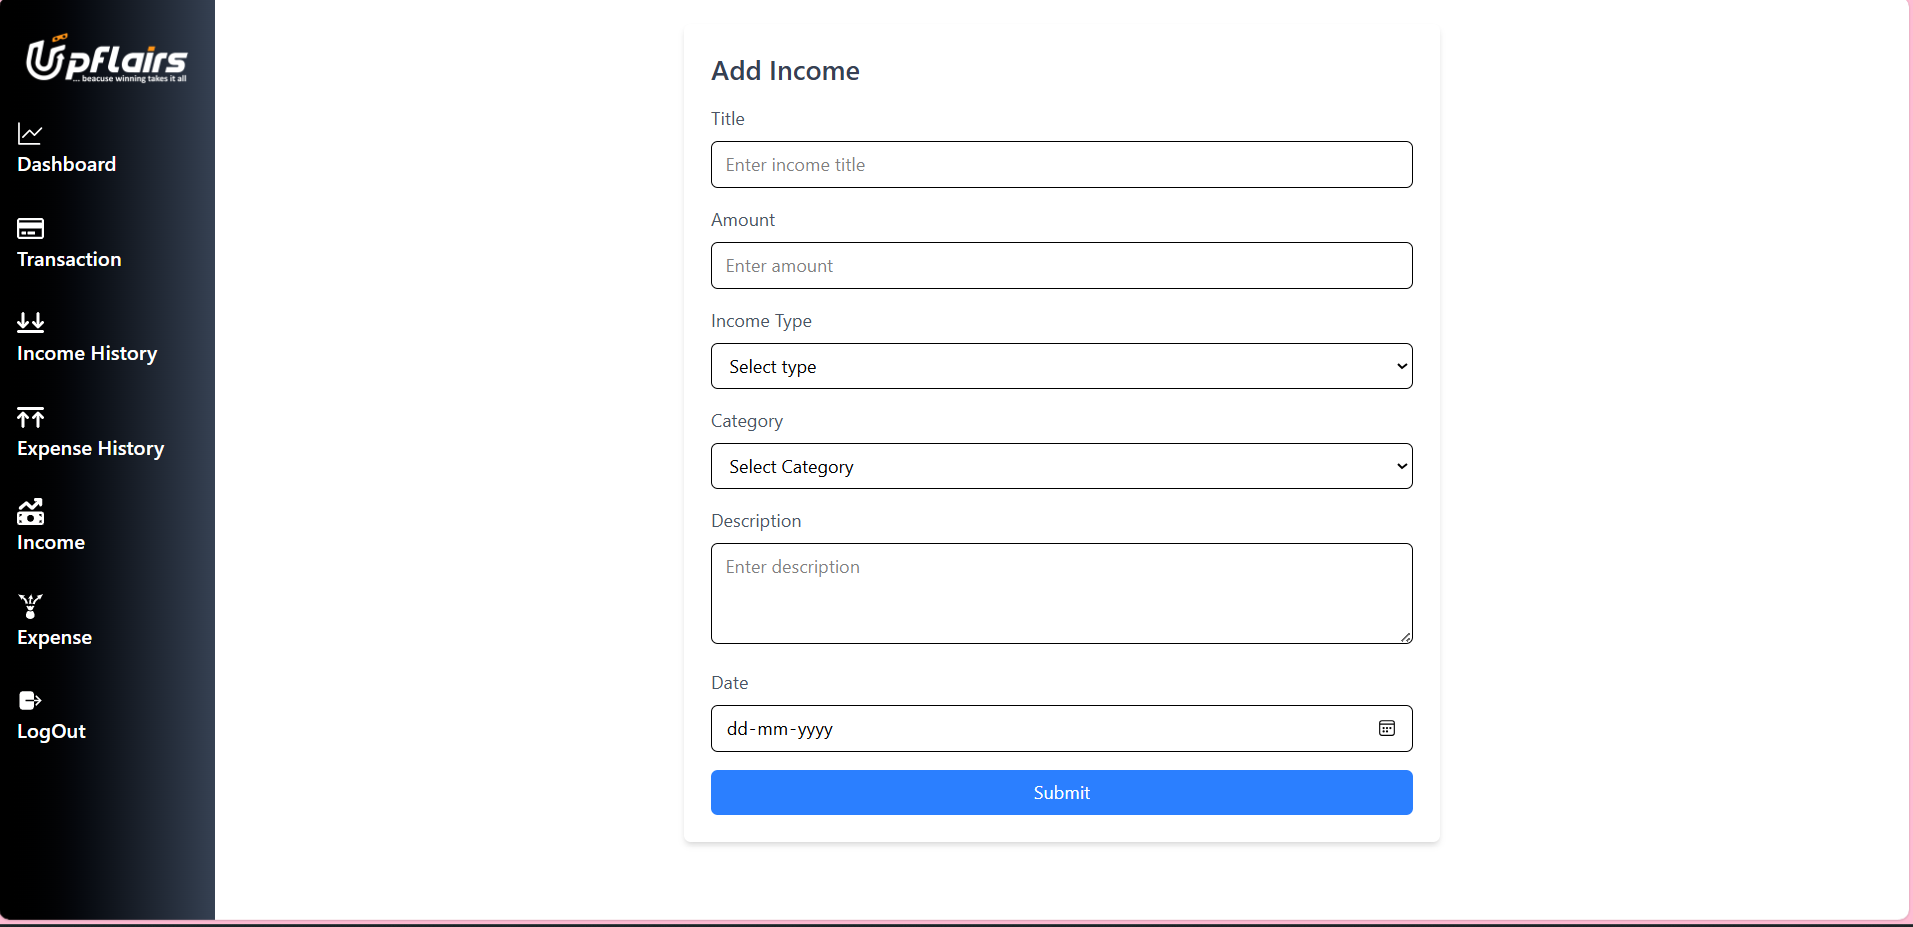 Upflairs
... beacuse winning takes it all
Dashboard
Transaction
Income History
Expense History
Income
Expense
LogOut
Add Income
Title
Enter income title
Amount
Enter amount
Income Type
Select type
Category
Select Category
Description
Enter description
Date
dd-mm-yyyy
Submit